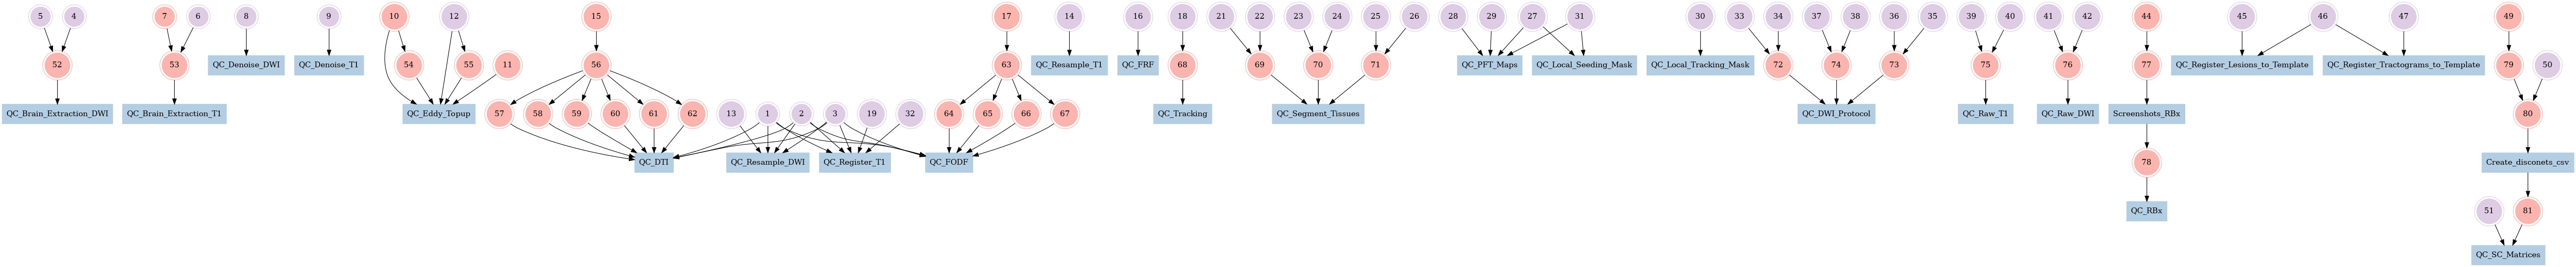 5 4 7 6 8 9 10 12 15 17 14 16 18 21 22 23 24 25 26 28 29 27 31 30 33 34 37 38 36 35 39 40 41 42 44 45 46 47 49
52 53 QC_Denoise_DWI QC_Denoise_T1 54 55 11 56 63 QC_Resample_T1 QC_FRF 68 69 70 71 QC_PFT_Maps QC_Local_Seeding_Mask QC_Local_Tracking_Mask 72 74 73 75 76 77 QC_Register_Lesions_to_Template QC_Register_Tractograms_to_Template 79 50
QC_Brain_Extraction_DWI QC_Brain_Extraction_T1 QC_Eddy_Topup 57 58 59 60 61 62 13 1 2 3 19 32 64 65 66 67 QC_Tracking QC_Segment_Tissues QC_DWI_Protocol QC_Raw_T1 QC_Raw_DWI Screenshots_RBx 80
QC_DTI QC_Resample_DWI QC_Register_T1 QC_FODF 78 Create_disconets_csv
QC_RBx 51 81
QC_SC_Matrices